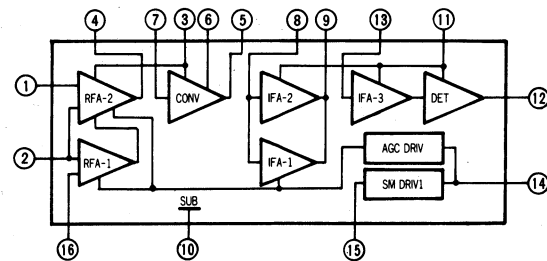 4 7 3 6 5 8 9 13 11
1 RFA-2 CONV IFA-2 IFA-3 DET 12
2 RFA-1 IFA-1 AGC DRIV
SM DRIV1 14
SUB
16 10 15